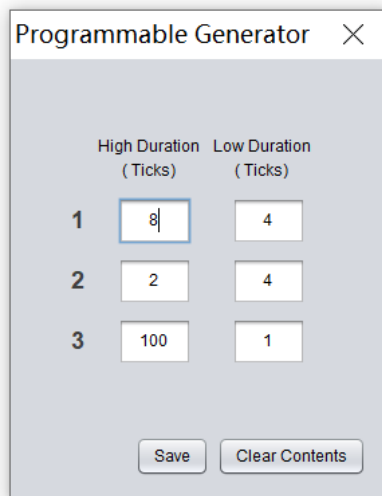 Programmable Generator
High Duration Low Duration
( Ticks) ( Ticks)
1 8 4
2 2 4
3 100 1
Save Clear Contents